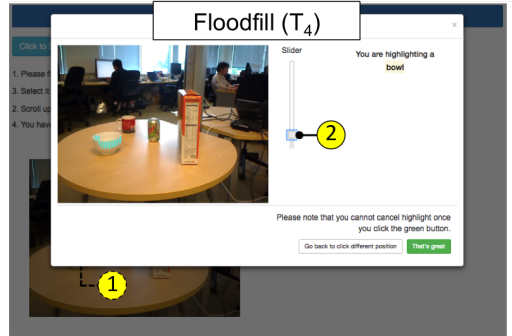 Floodfill (T4)
×
Click to
Slider
You are highlighting a
bowl
1. Please f
3. Select it
2. Scroll up
4. You have
2
Please note that you cannot cancel highlight once
you click the green button.
Go back to click different position
That's great
1